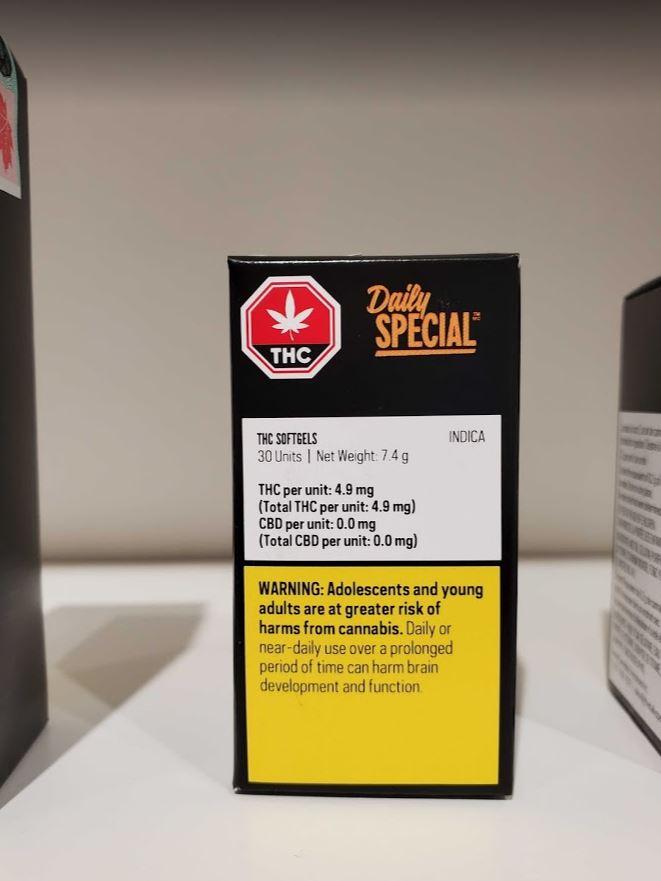 THC
Daily
SPECIAL™
THC SOFTGELS
INDICA
30 Units | Net Weight: 7.4 g
THC per unit: 4.9 mg
(Total THC per unit: 4.9 mg)
CBD per unit: 0.0 mg
(Total CBD per unit: 0.0 mg)
WARNING: Adolescents and young
adults are at greater risk of
harms from cannabis. Daily or
near-daily use over a prolonged
period of time can harm brain
development and function.